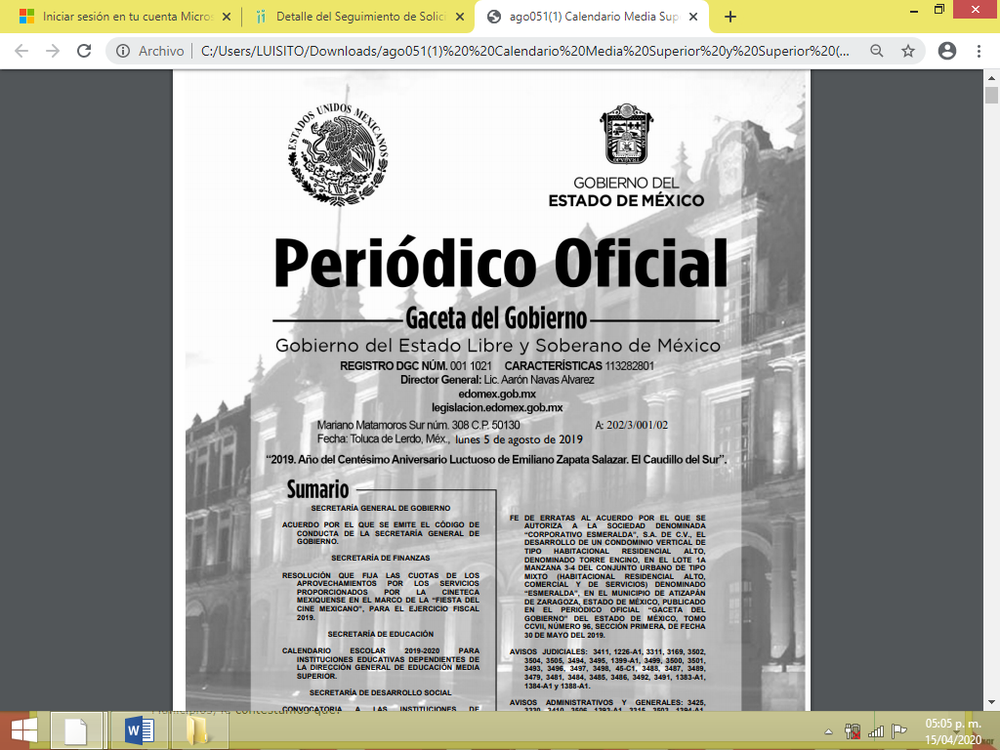 Iniciar sesión en tu cuenta Micros
Detalle del Seguimiento de Solici
ago051(1) Calendario Media Sup
Archivo
C:/Users/LUISITO/Downloads/ago051(1)%20%20Calendario%20Media%20Superior%20y%20Superior%20(...
ESTADOS UNIDOS MEXICANOS
GOBIERNO DEL
ESTADO DE MÉXICO
Periódico Oficial
Gaceta del Gobierno
Gobierno del Estado Libre y Soberano de México
REGISTRO DGC NÚM. 001 1021 CARACTERÍSTICAS 113282801
Director General: Lic. Aarón Navas Alvarez
edomex.gob.mx
legislacion.edomex.gob.mx
Mariano Matamoros Sur núm. 308 C.P. 50130
A: 202/3/001/02
Fecha: Toluca de Lerdo, Méx., lunes 5 de agosto de 2019
“2019. Año del Centésimo Aniversario Luctuoso de Emiliano Zapata Salazar. El Caudillo del Sur”.
Sumario
SECRETARÍA GENERAL DE GOBIERNO
ACUERDO POR EL QUE SE EMITE EL CÓDIGO DE
CONDUCTA DE LA SECRETARÍA GENERAL DE
GOBIERNO.
SECRETARÍA DE FINANZAS
RESOLUCIÓN QUE FIJA LAS CUOTAS DE LOS
APROVECHAMIENTOS POR LOS SERVICIOS
PROPORCIONADOS POR LA CINETECA
MEXIQUENSE EN EL MARCO DE LA “FIESTA DEL
CINE MEXICANO”, PARA EL EJERCICIO FISCAL
2019.
SECRETARÍA DE EDUCACIÓN
CALENDARIO ESCOLAR 2019-2020 PARA
INSTITUCIONES EDUCATIVAS DEPENDIENTES DE
LA DIRECCIÓN GENERAL DE EDUCACIÓN MEDIA
SUPERIOR.
SECRETARÍA DE DESARROLLO SOCIAL
CONVOCATORIA A LAS INSTITUCIONES DE
FE DE ERRATAS AL ACUERDO POR EL QUE SE
AUTORIZA A LA SOCIEDAD DENOMINADA
“CORPORATIVO ESMERALDA”, S.A. DE C.V., EL
DESARROLLO DE UN CONDOMINIO VERTICAL DE
TIPO HABITACIONAL RESIDENCIAL ALTO,
DENOMINADO TORRE ENCINO, EN EL LOTE 1A
MANZANA 3-4 DEL CONJUNTO URBANO DE TIPO
MIXTO (HABITACIONAL RESIDENCIAL ALTO,
COMERCIAL Y DE SERVICIOS) DENOMINADO
“ESMERALDA”, EN EL MUNICIPIO DE ATIZAPÁN
DE ZARAGOZA, ESTADO DE MÉXICO, PUBLICADO
EN EL PERIÓDICO OFICIAL “GACETA DEL
GOBIERNO” DEL ESTADO DE MÉXICO, TOMO
CCVII, NÚMERO 96, SECCIÓN PRIMERA, DE FECHA
30 DE MAYO DEL 2019.
AVISOS JUDICIALES: 3411, 1226-A1, 3311, 3169, 3502,
3504, 3505, 3494, 3495, 1399-A1, 3499, 3500, 3501,
3493, 3496, 3497, 3498, 45-C1, 3488, 3487, 3489,
3479, 3481, 3484, 3485, 3486, 3492, 3491, 1383-A1,
1384-A1 y 1388-A1.
AVISOS ADMINISTRATIVOS Y GENERALES: 3425,
05:05 p. m.
15/04/2020